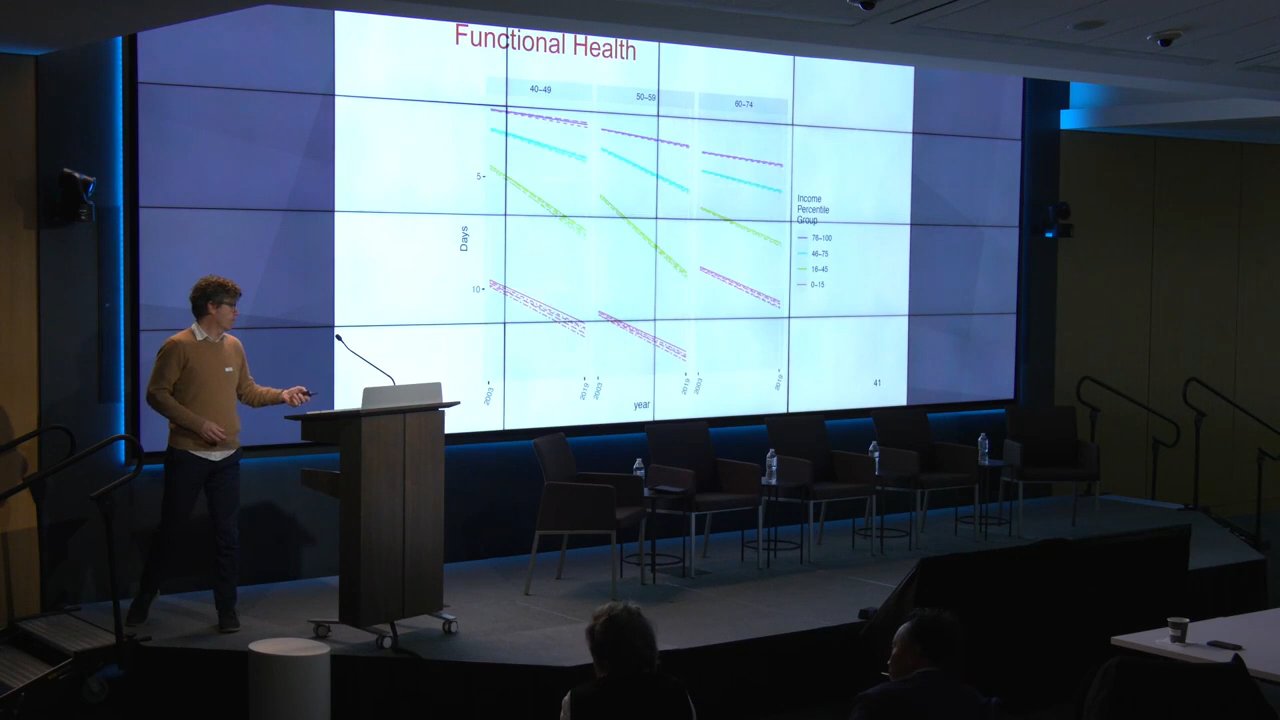 Functional Health
40–49
50–59
60–74
5-
Days
10-
2003
2019
2003
2019
2003
2019
year
Income
Percentile
Group
76–100
46–75
16–45
0–15
41